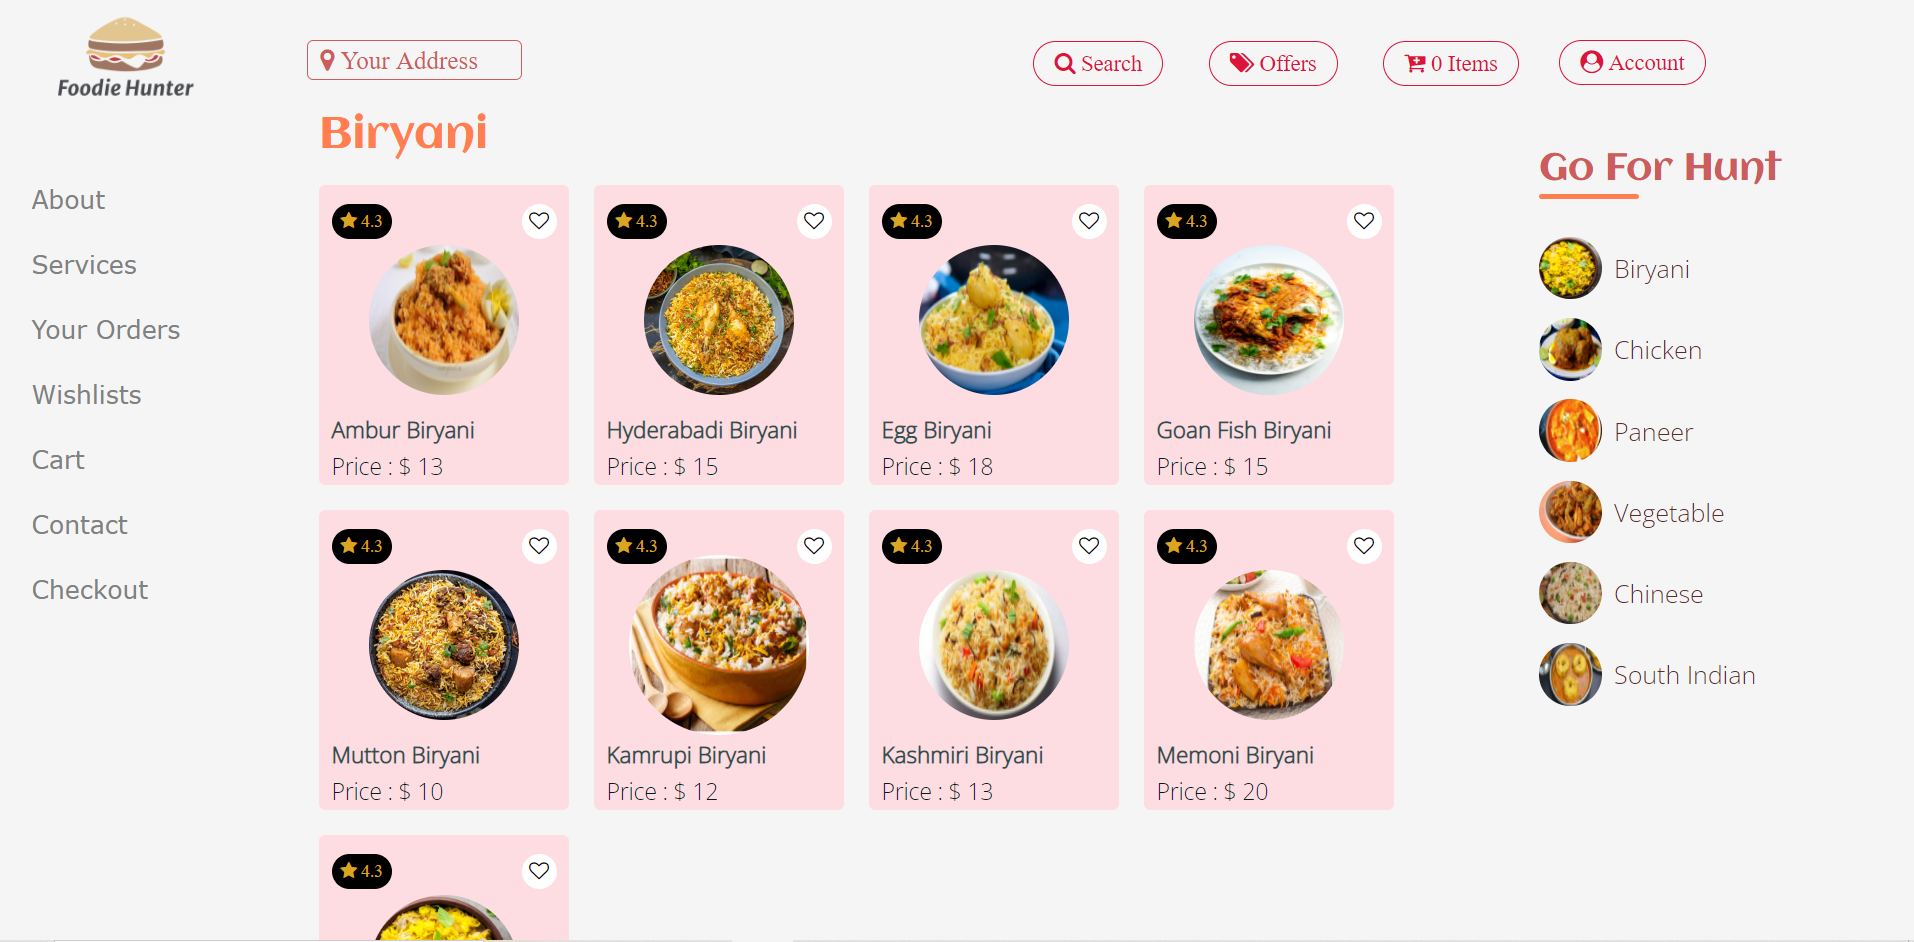 Foodie Hunter
Your Address
Search
Offers
0 Items
Account
Biryani
About
Services
Your Orders
Wishlists
Cart
Contact
Checkout
4.3
Ambur Biryani
Price : $ 13
4.3
Hyderabadi Biryani
Price : $ 15
4.3
Egg Biryani
Price : $ 18
4.3
Goan Fish Biryani
Price : $ 15
4.3
Mutton Biryani
Price : $ 10
4.3
Kamrupi Biryani
Price : $ 12
4.3
Kashmiri Biryani
Price : $ 13
4.3
Memoni Biryani
Price : $ 20
4.3
Go For Hunt
Biryani
Chicken
Paneer
Vegetable
Chinese
South Indian